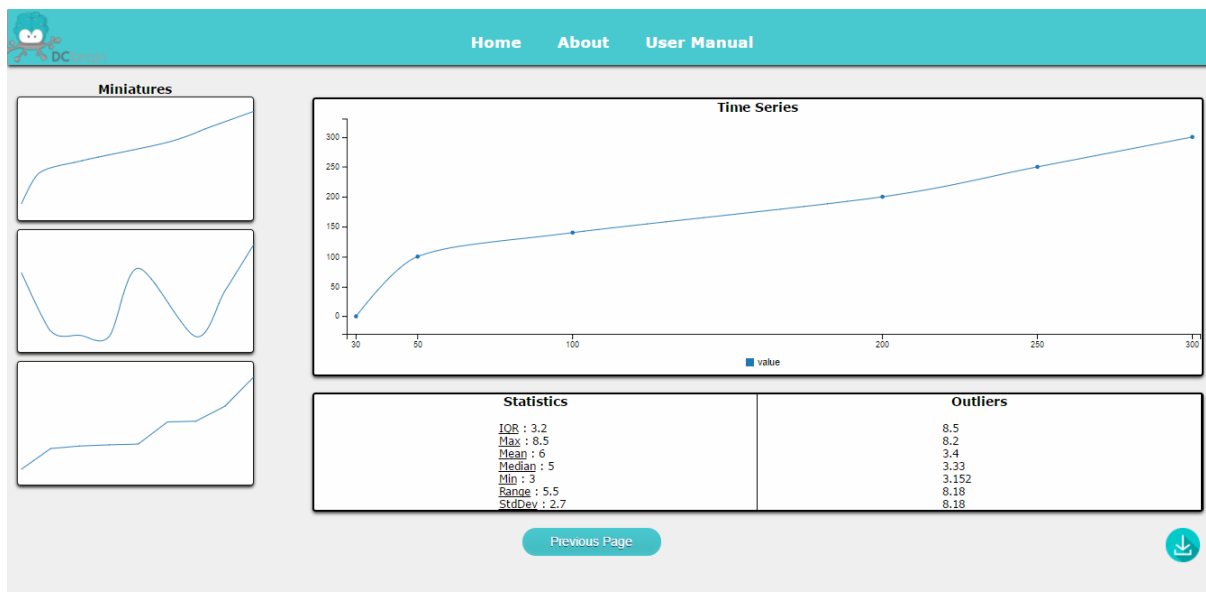 DC
Home About User Manual
Miniatures
Time Series
300
250
200
150
100
50
0
30 50 100 200 250 300
value
Statistics
IQR : 3.2
Max : 8.5
Mean : 6
Median : 5
Min : 3
Range : 5.5
StdDev : 2.7
Outliers
8.5
8.2
3.4
3.33
3.152
8.18
8.18
Previous Page